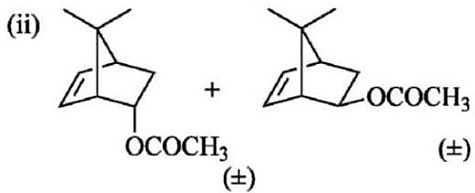 (ii)
+
OCOCH₃
(±)
OCOCH₃
(±)